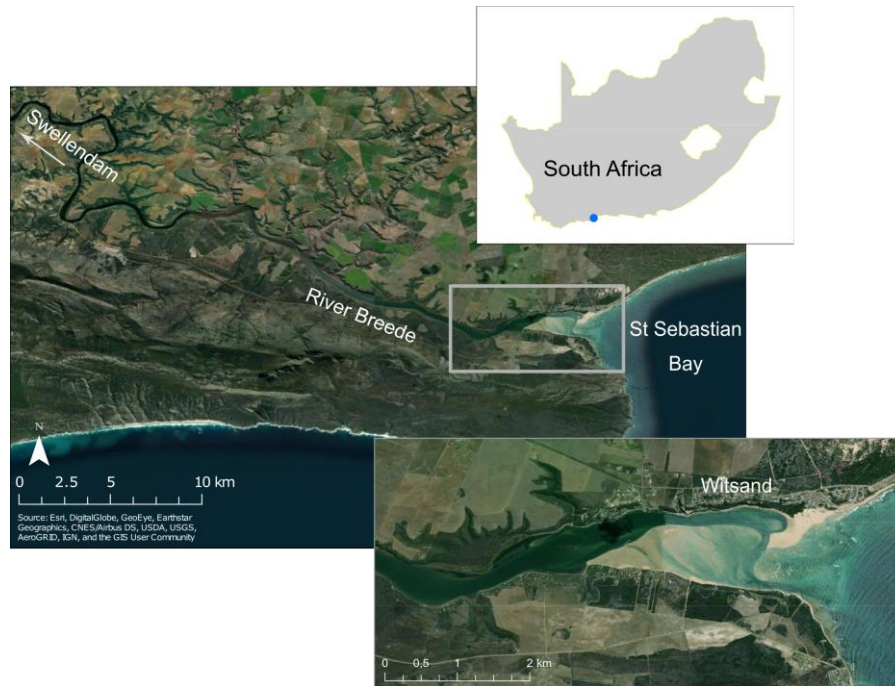 South Africa
Swellendam
River Breede
St Sebastian
Bay
N
0 2.5 5 10 km
Source: Esri, DigitalGlobe, GeoEye, Earthstar
Geographics, CNES/Airbus DS, USDA, USGS,
AeroGRID, IGN, and the GIS User Community
Witsand
0 0,5 1 2 km